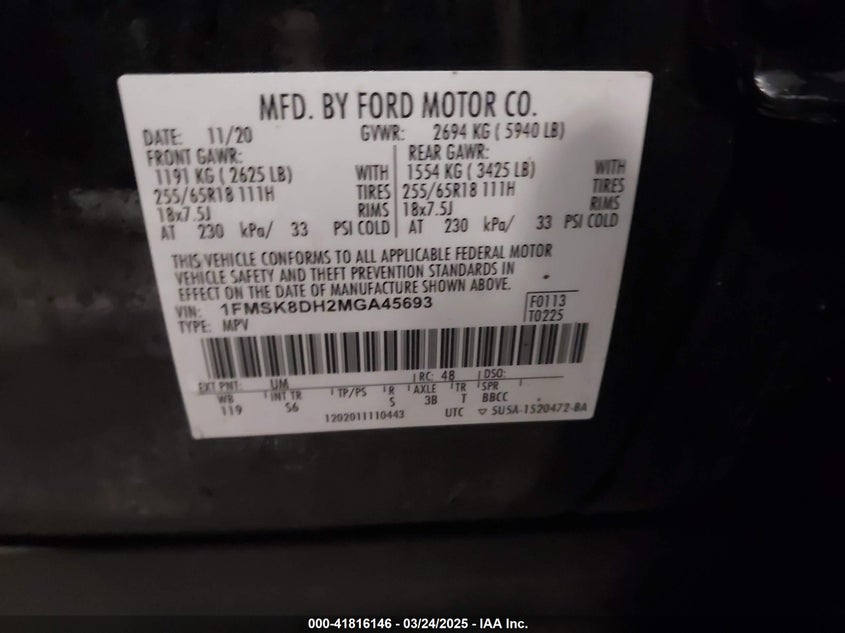 MFD. BY FORD MOTOR CO.
DATE: 11/20 GVWR: 2694 KG ( 5940 LB)
FRONT GAWR: REAR GAWR:
1191 KG ( 2625 LB) WITH 1554 KG ( 3425 LB) WITH
255/65R18 111H TIRES 255/65R18 111H TIRES
18x7.5J RIMS 18x7.5J RIMS
AT 230 kPa/ 33 PSI COLD AT 230 kPa/ 33 PSI COLD
THIS VEHICLE CONFORMS TO ALL APPLICABLE FEDERAL MOTOR
VEHICLE SAFETY AND THEFT PREVENTION STANDARDS IN
EFFECT ON THE DATE OF MANUFACTURE SHOWN ABOVE.
VIN: 1FMSK8DH2MGA45693 F0113
TYPE: MPV T0225
EXT PNT: UM RC: 48 DSO:
WB INT TR TP/PS R AXLE TR SPR
119 S6 S 3B T BBCC
1202011110443 UTC ▽ 5USA-1520472-BA
000-41816146 - 03/24/2025 - IAA Inc.